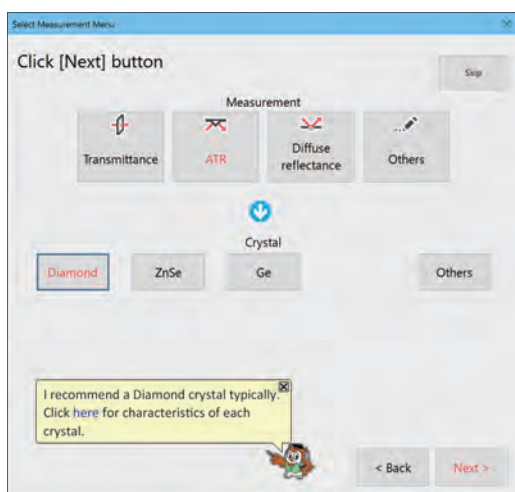 Select Measurement Menu
Click [Next] button
Skip
Measurement
Transmittance
ATR
Diffuse
reflectance
Others
Crystal
Diamond
ZnSe
Ge
Others
I recommend a Diamond crystal typically.
Click here for characteristics of each
crystal.
< Back
Next >